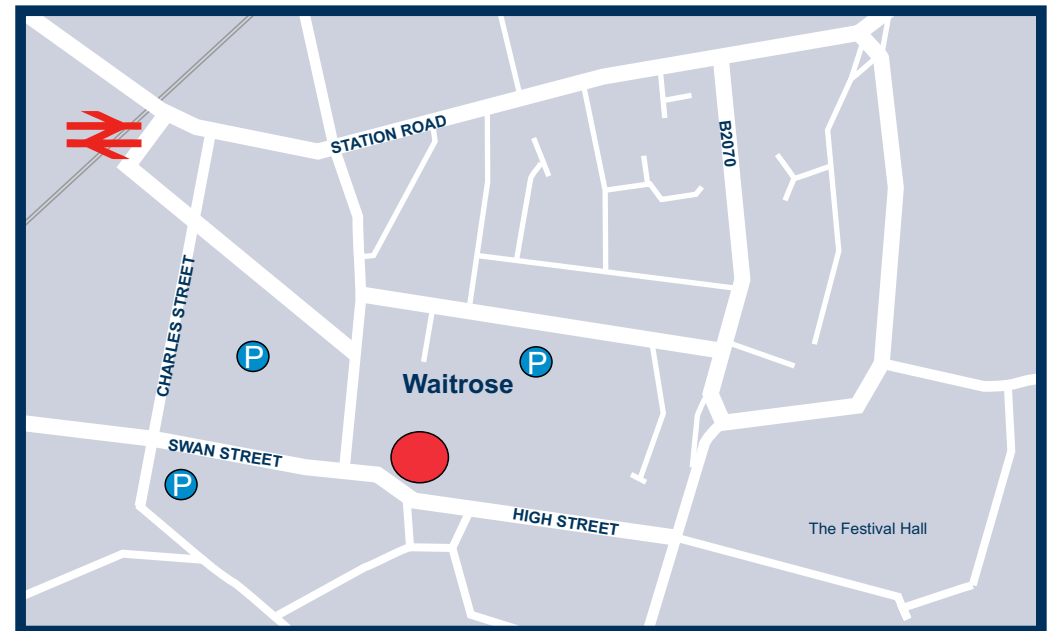 STATION ROAD
B2070
CHARLES STREET
P
Waitrose
P
SWAN STREET
P
HIGH STREET
The Festival Hall